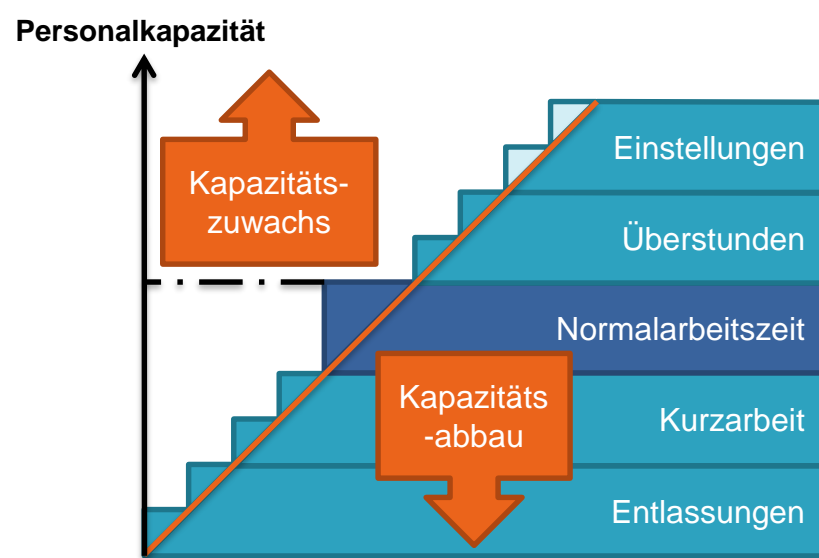 Personalkapazität
Kapazitäts-
zuwachs
Einstellungen
Überstunden
Normalarbeitszeit
Kapazitäts
-abbau
Kurzarbeit
Entlassungen